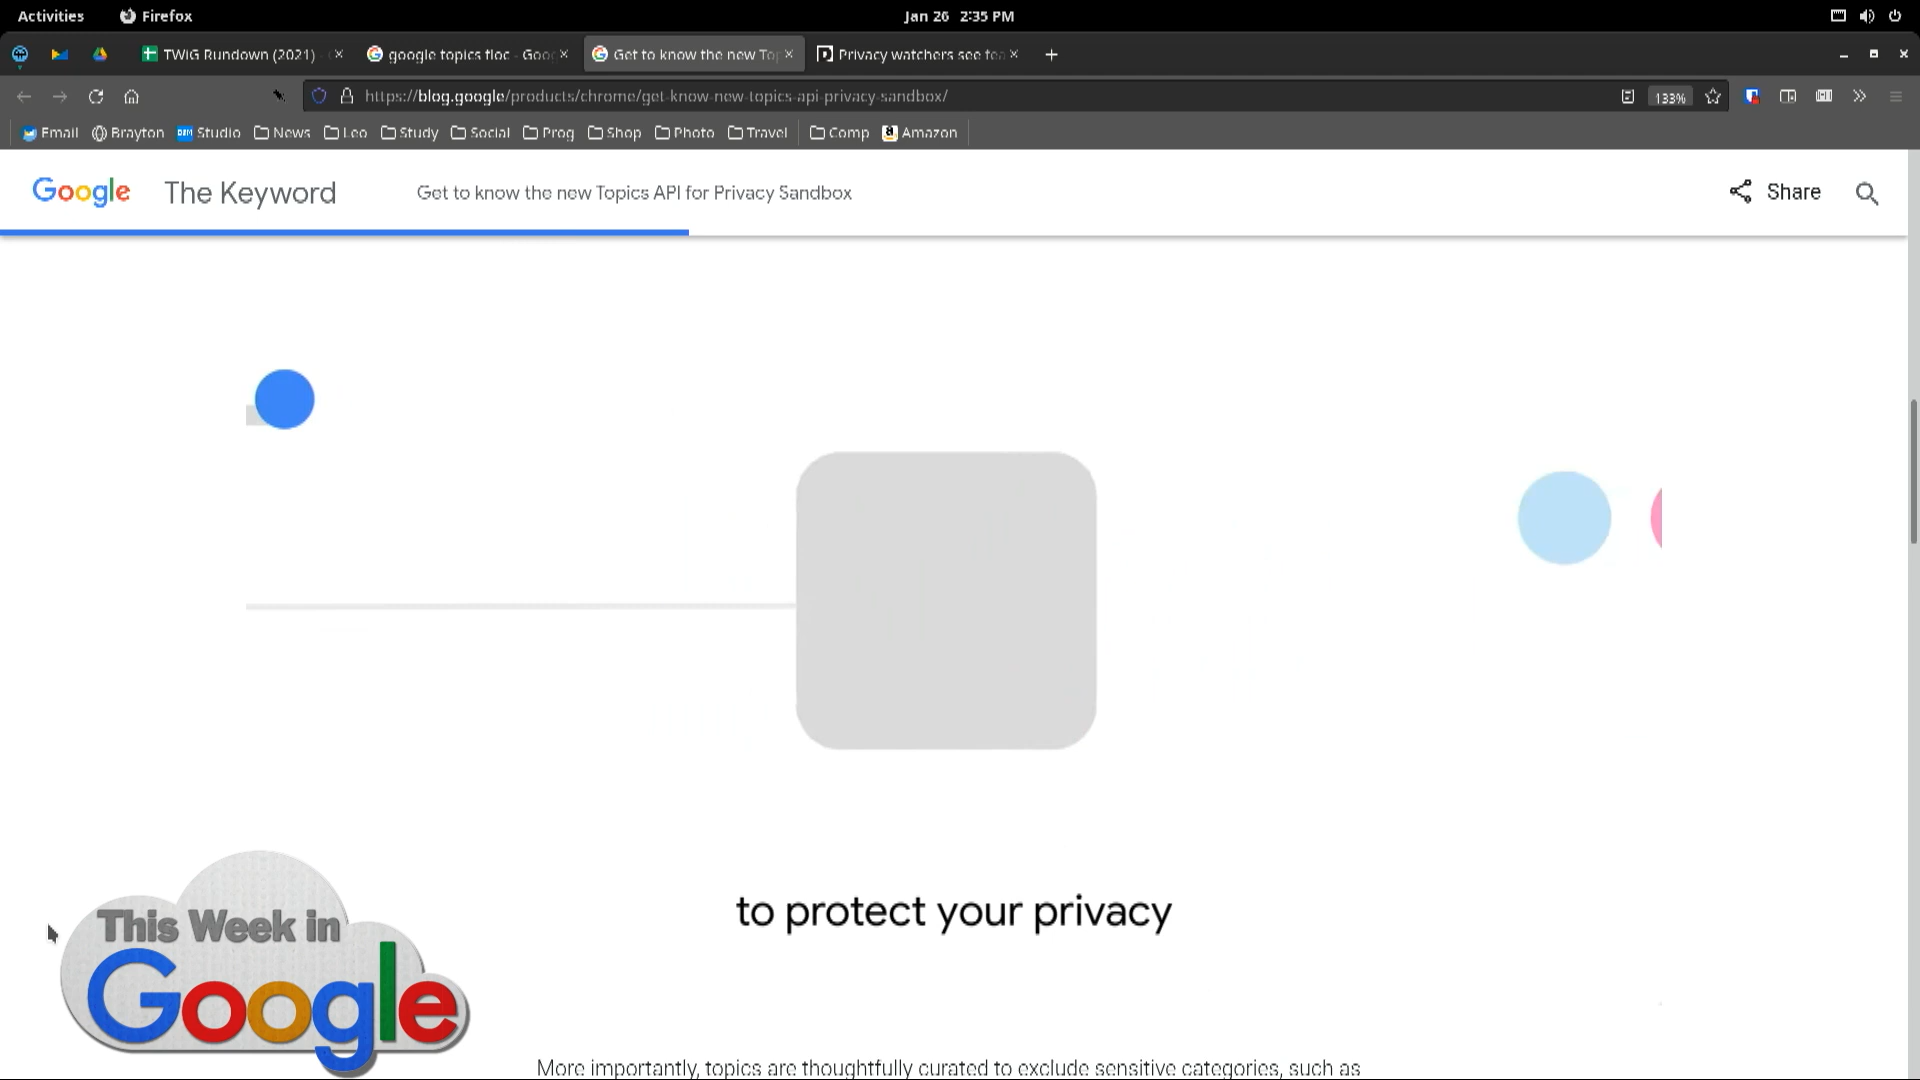 Activities Firefox Jan 26 2:35 PM
TWiG Rundown (2021) google topics floc - Goo Get to know the new Top Privacy watchers see fea
https://blog.google/products/chrome/get-know-new-topics-api-privacy-sandbox/ 133%
Email Brayton Studio News Leo Study Social Prog Shop Photo Travel Comp Amazon
Google The Keyword Get to know the new Topics API for Privacy Sandbox Share
to protect your privacy
This Week in
Google
More importantly, topics are thoughtfully curated to exclude sensitive categories, such as